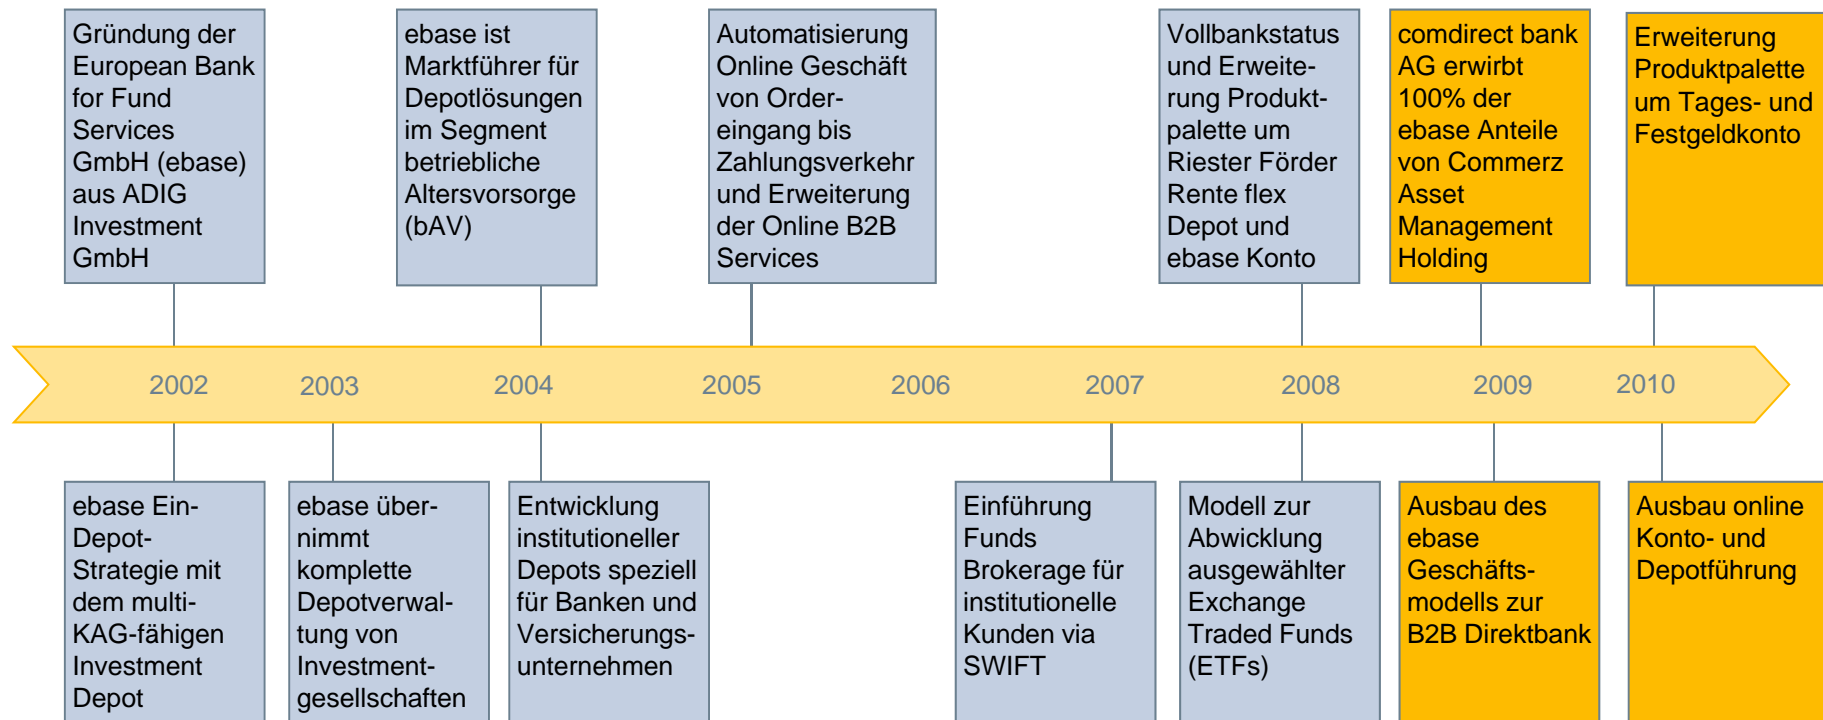 Gründung der
European Bank
for Fund
Services
GmbH (ebase)
aus ADIG
Investment
GmbH
ebase ist
Marktführer für
Depotlösungen
im Segment
betriebliche
Altersvorsorge
(bAV)
Automatisierung
Online Geschäft
von Order-
eingang bis
Zahlungsverkehr
und Erweiterung
der Online B2B
Services
Vollbankstatus
und Erweite-
rung Produkt-
palette um
Riester Förder
Rente flex
Depot und
ebase Konto
comdirect bank
AG erwirbt
100% der
ebase Anteile
von Commerz
Asset
Management
Holding
Erweiterung
Produktpalette
um Tages- und
Festgeldkonto
2002 2003 2004 2005 2006 2007 2008 2009 2010
ebase Ein-
Depot-
Strategie mit
dem multi-
KAG-fähigen
Investment
Depot
ebase über-
nimmt
komplette
Depotverwal-
tung von
Investment-
gesellschaften
Entwicklung
institutioneller
Depots speziell
für Banken und
Versicherungs-
unternehmen
Einführung
Funds
Brokerage für
institutionelle
Kunden via
SWIFT
Modell zur
Abwicklung
ausgewählter
Exchange
Traded Funds
(ETFs)
Ausbau des
ebase
Geschäfts-
modells zur
B2B Direktbank
Ausbau online
Konto- und
Depotführung